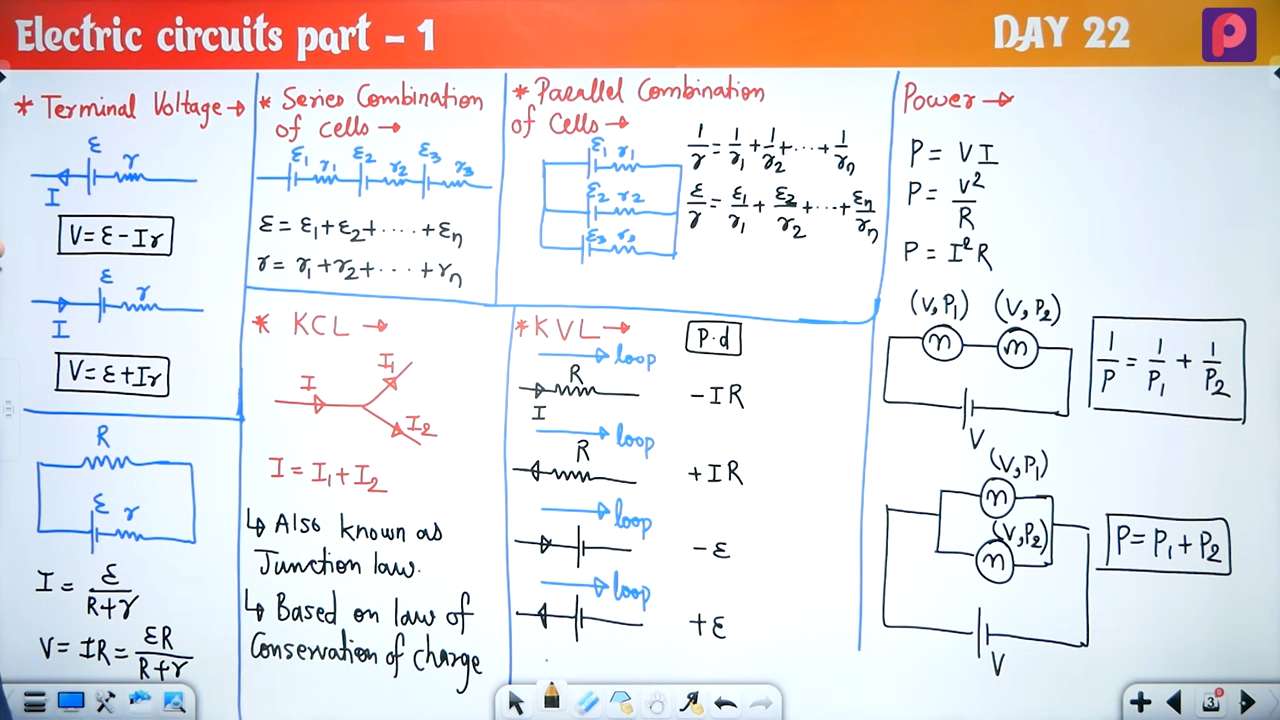 Electric circuits part - 1
DAY 22
* Terminal Voltage →
ε
r
I
V = ε - Ir
ε
r
I
V = ε + Ir
R
ε r
I = ε/(R+r)
V = IR = εR/(R+r)
* Series Combination
of cells →
ε1 r1 ε2 r2 ε3 r3
ε = ε1 + ε2 + ..... + εn
r = r1 + r2 + .... + rn
* Parallel Combination
of Cells →
ε1 r1
ε2 r2
ε3 r3
1/r = 1/r1 + 1/r2 + ..... + 1/rn
ε/r = ε1/r1 + ε2/r2 + ..... + εn/rn
* KCL →
I
I1
I2
I = I1 + I2
↳ Also known as
Junction law.
↳ Based on law of
Conservation of charge
* KVL →
P.d
loop
R
I
- IR
loop
R
+ IR
loop
- ε
loop
+ ε
Power →
P = VI
P = V²/R
P = I²R
(V, P1) (V, P2)
V
1/P = 1/P1 + 1/P2
(V, P1)
(V, P2)
V
P = P1 + P2
3